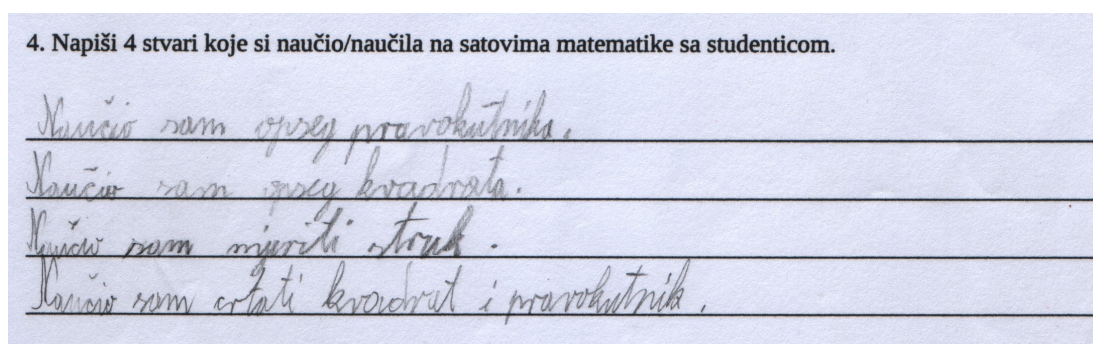 4. Napiši 4 stvari koje si naučio/naučila na satovima matematike sa studenticom.
Naučio sam opseg pravokutnika.
Naučio sam opseg kvadrata.
Naučio sam mjeriti struk.
Naučio sam crtati kvadrat i pravokutnik.